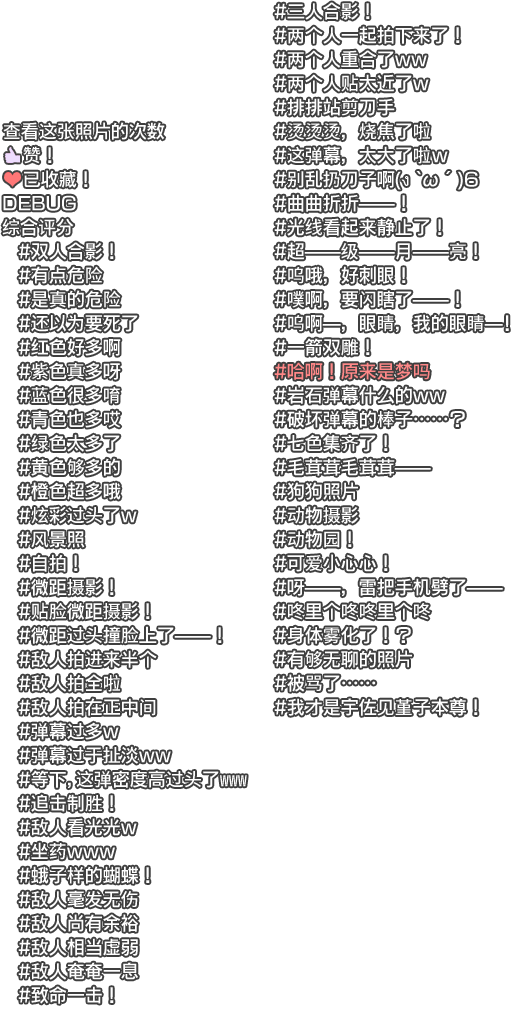 查看这张照片的次数
赞！
已收藏！
DEBUG
综合评分
#双人合影！
#有点危险
#是真的危险
#还以为要死了
#红色好多啊
#紫色真多呀
#蓝色很多唷
#青色也多哎
#绿色太多了
#黄色够多的
#橙色超多哦
#炫彩过头了w
#风景照
#自拍！
#微距摄影！
#贴脸微距摄影！
#微距过头撞脸上了——！
#敌人拍进来半个
#敌人拍全啦
#敌人拍在正中间
#弹幕过多w
#弹幕过于扯淡ww
#等下,这弹密度高过头了www
#追击制胜！
#敌人看光光w
#坐药www
#蛾子样的蝴蝶！
#敌人毫发无伤
#敌人尚有余裕
#敌人相当虚弱
#敌人奄奄一息
#致命一击！
#三人合影！
#两个人一起拍下来了！
#两个人重合了ww
#两个人贴太近了w
#排排站剪刀手
#烫烫烫，烧焦了啦
#这弹幕，太大了啦w
#别乱扔刀子啊(ง`ω´)6
#曲曲折折——！
#光线看起来静止了！
#超——级——月——亮！
#呜哦，好刺眼！
#噗啊，要闪瞎了——！
#呜啊—，眼睛，我的眼睛—！
#一箭双雕！
#哈啊！原来是梦吗
#岩石弹幕什么的ww
#破坏弹幕的棒子……？
#七色集齐了！
#毛茸茸毛茸茸——
#狗狗照片
#动物摄影
#动物园！
#可爱小心心！
#呀——，雷把手机劈了——
#咚里个咚咚里个咚
#身体雾化了！？
#有够无聊的照片
#被骂了……
#我才是宇佐见堇子本尊！